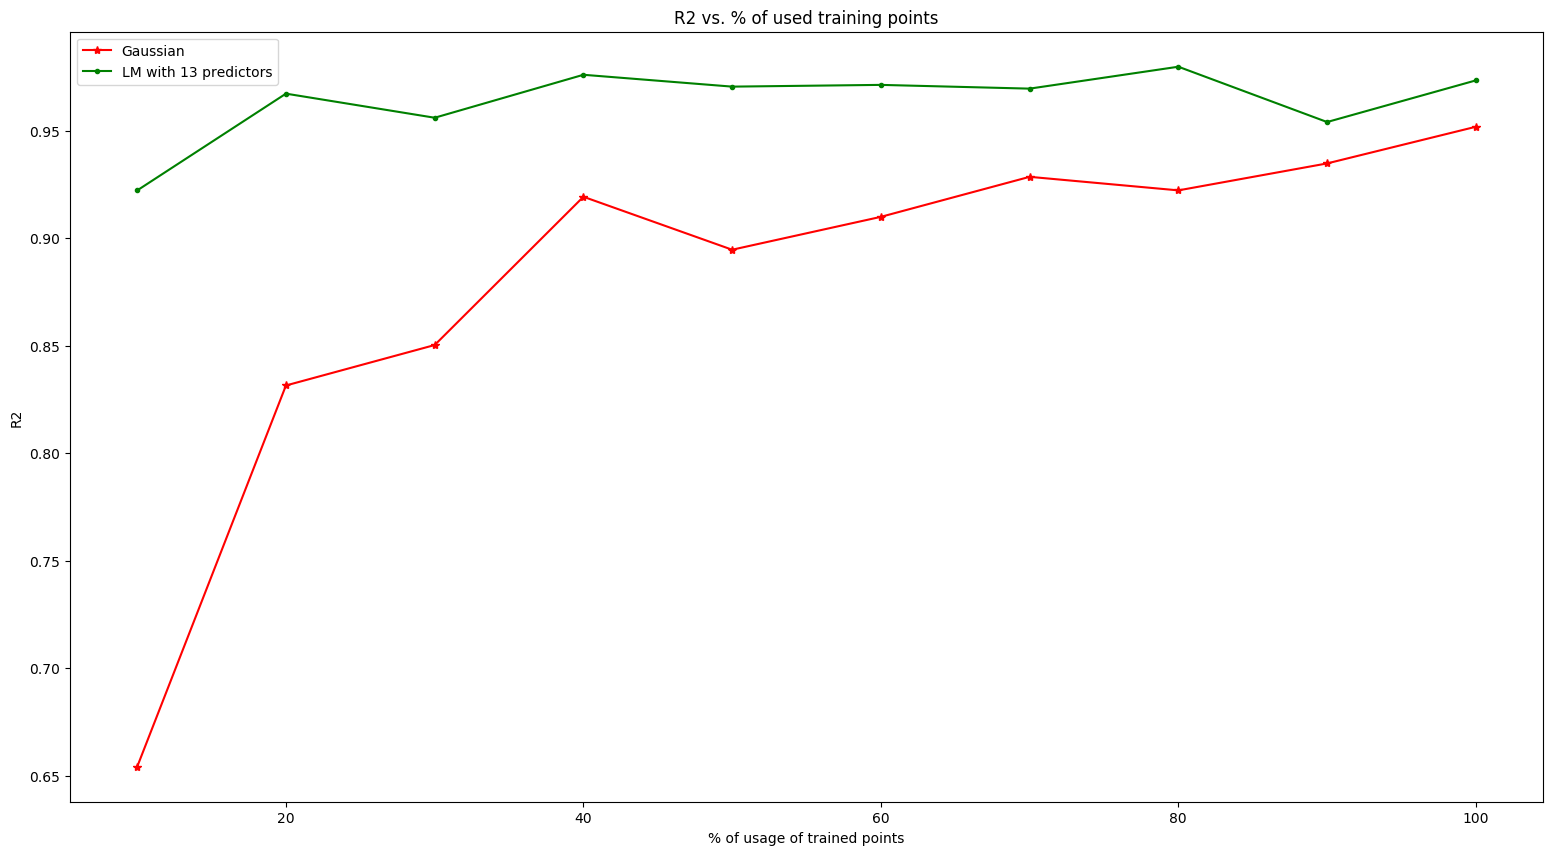 R2 vs. % of used training points
Gaussian
LM with 13 predictors
0.95
0.90
0.85
0.80
0.75
0.70
0.65
R2
20 40 60 80 100
% of usage of trained points